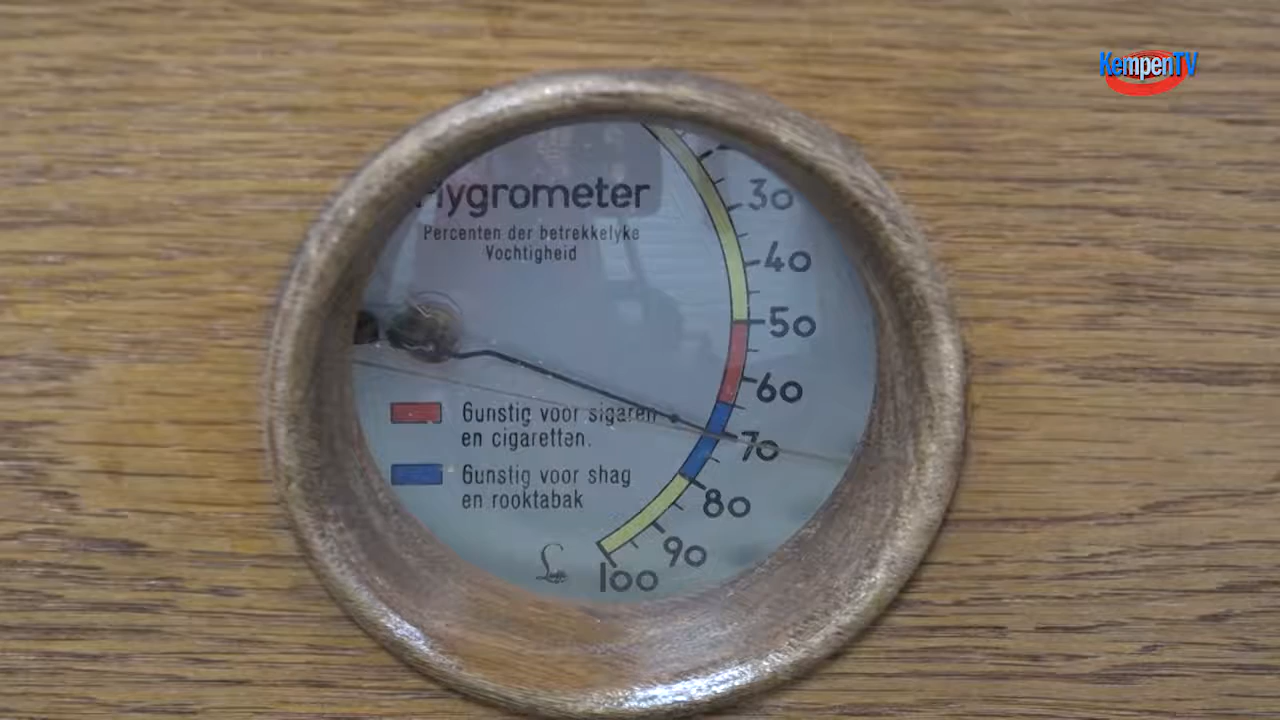 KempenTV
Hygrometer
Percenten der betrekkelyke
Vochtigheid
30
40
50
60
70
80
90
100
Gunstig voor sigaren
en cigaretten.
Gunstig voor shag
en rooktabak